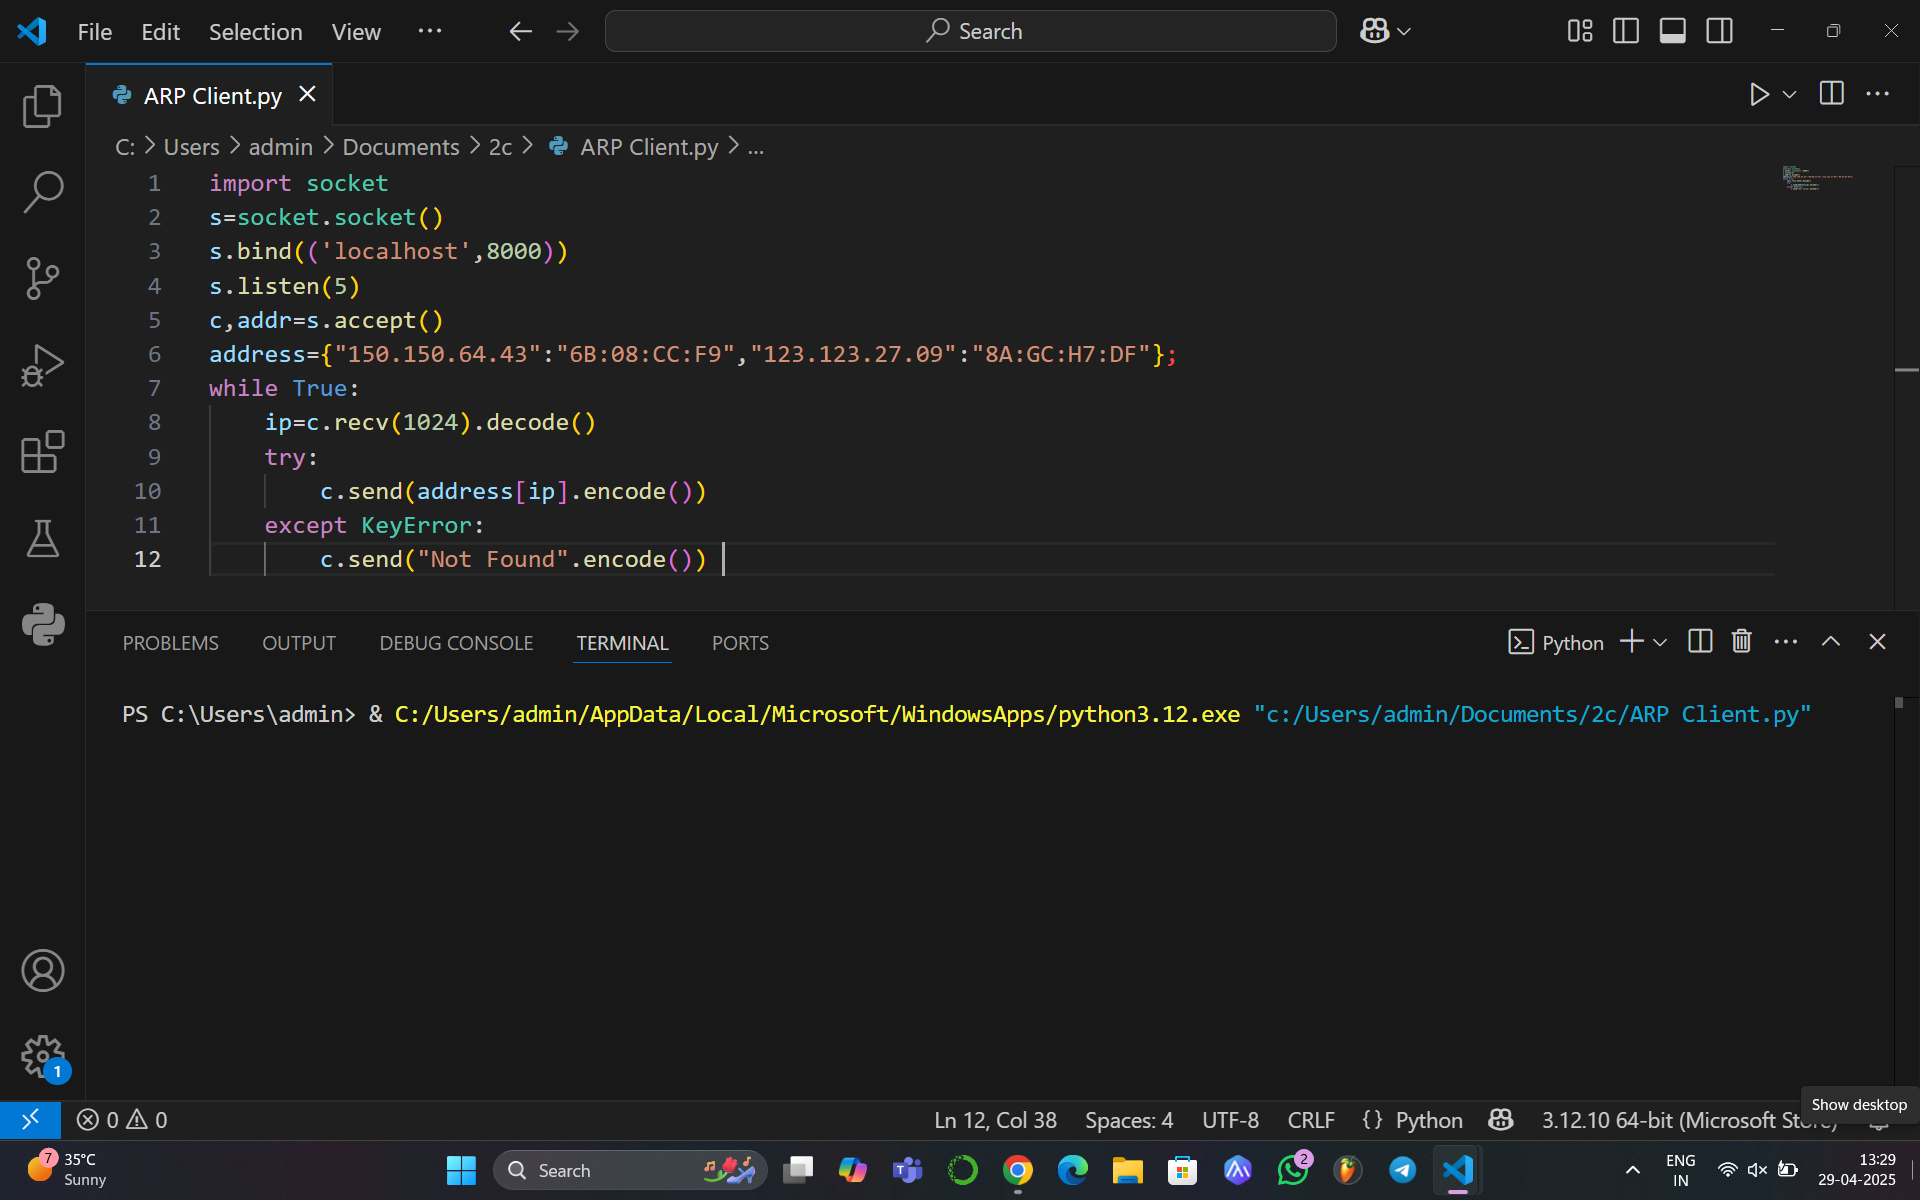 File Edit Selection View ··· Search
ARP Client.py
C: > Users > admin > Documents > 2c > ARP Client.py > ...
1 import socket
2 s=socket.socket()
3 s.bind(('localhost',8000))
4 s.listen(5)
5 c,addr=s.accept()
6 address={"150.150.64.43":"6B:08:CC:F9","123.123.27.09":"8A:GC:H7:DF"};
7 while True:
8 ip=c.recv(1024).decode()
9 try:
10 c.send(address[ip].encode())
11 except KeyError:
12 c.send("Not Found".encode())
PROBLEMS OUTPUT DEBUG CONSOLE TERMINAL PORTS Python
PS C:\Users\admin> & C:/Users/admin/AppData/Local/Microsoft/WindowsApps/python3.12.exe "c:/Users/admin/Documents/2c/ARP Client.py"
1
Show desktop
0 0 Ln 12, Col 38 Spaces: 4 UTF-8 CRLF {} Python 3.12.10 64-bit (Microsoft Store)
7 35°C
Sunny
Search
2
ENG
IN
13:29
29-04-2025